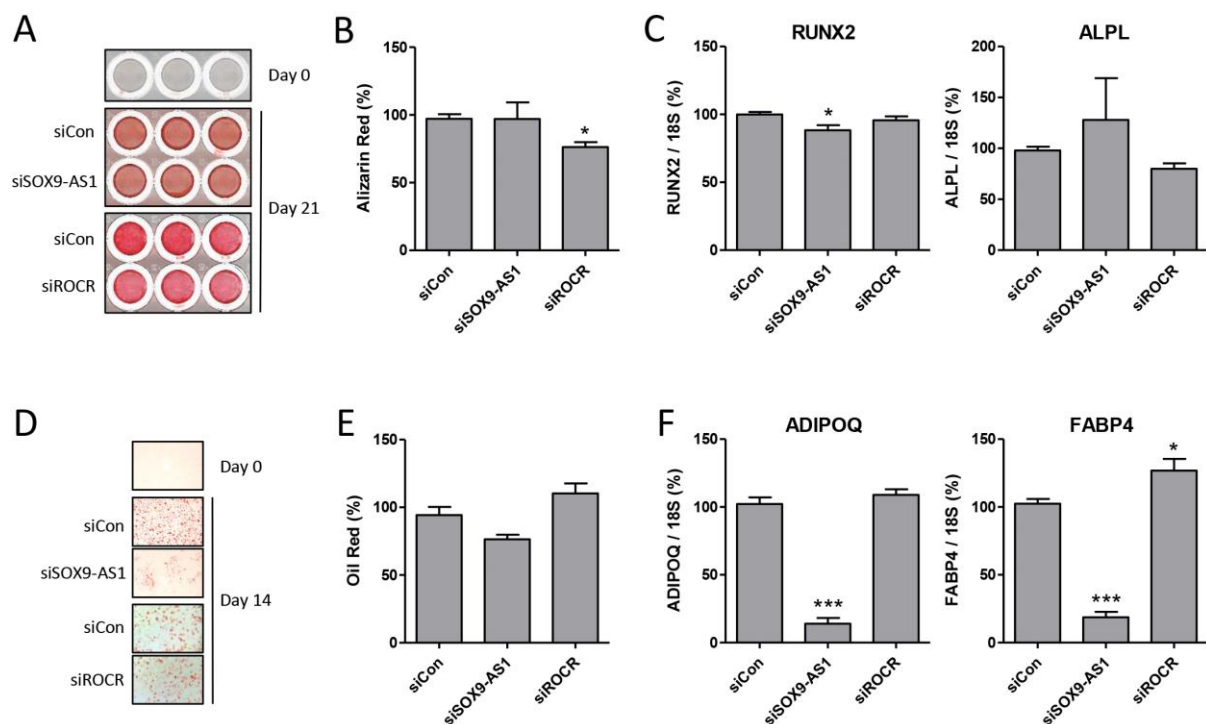 A
Day 0
siCon
siSOX9-AS1
Day 21
siCon
siROCR
B
150
100
50
0
Alizarin Red (%)
*
siCon
siSOX9-AS1
siROCR
C
RUNX2
150
100
50
0
RUNX2 / 18S (%)
*
siCon
siSOX9-AS1
siROCR
ALPL
200
150
100
50
0
ALPL / 18S (%)
siCon
siSOX9-AS1
siROCR
D
Day 0
siCon
siSOX9-AS1
Day 14
siCon
siROCR
E
150
100
50
0
Oil Red (%)
siCon
siSOX9-AS1
siROCR
F
ADIPOQ
150
100
50
0
ADIPOQ / 18S (%)
***
siCon
siSOX9-AS1
siROCR
FABP4
150
100
50
0
FABP4 / 18S (%)
***
*
siCon
siSOX9-AS1
siROCR